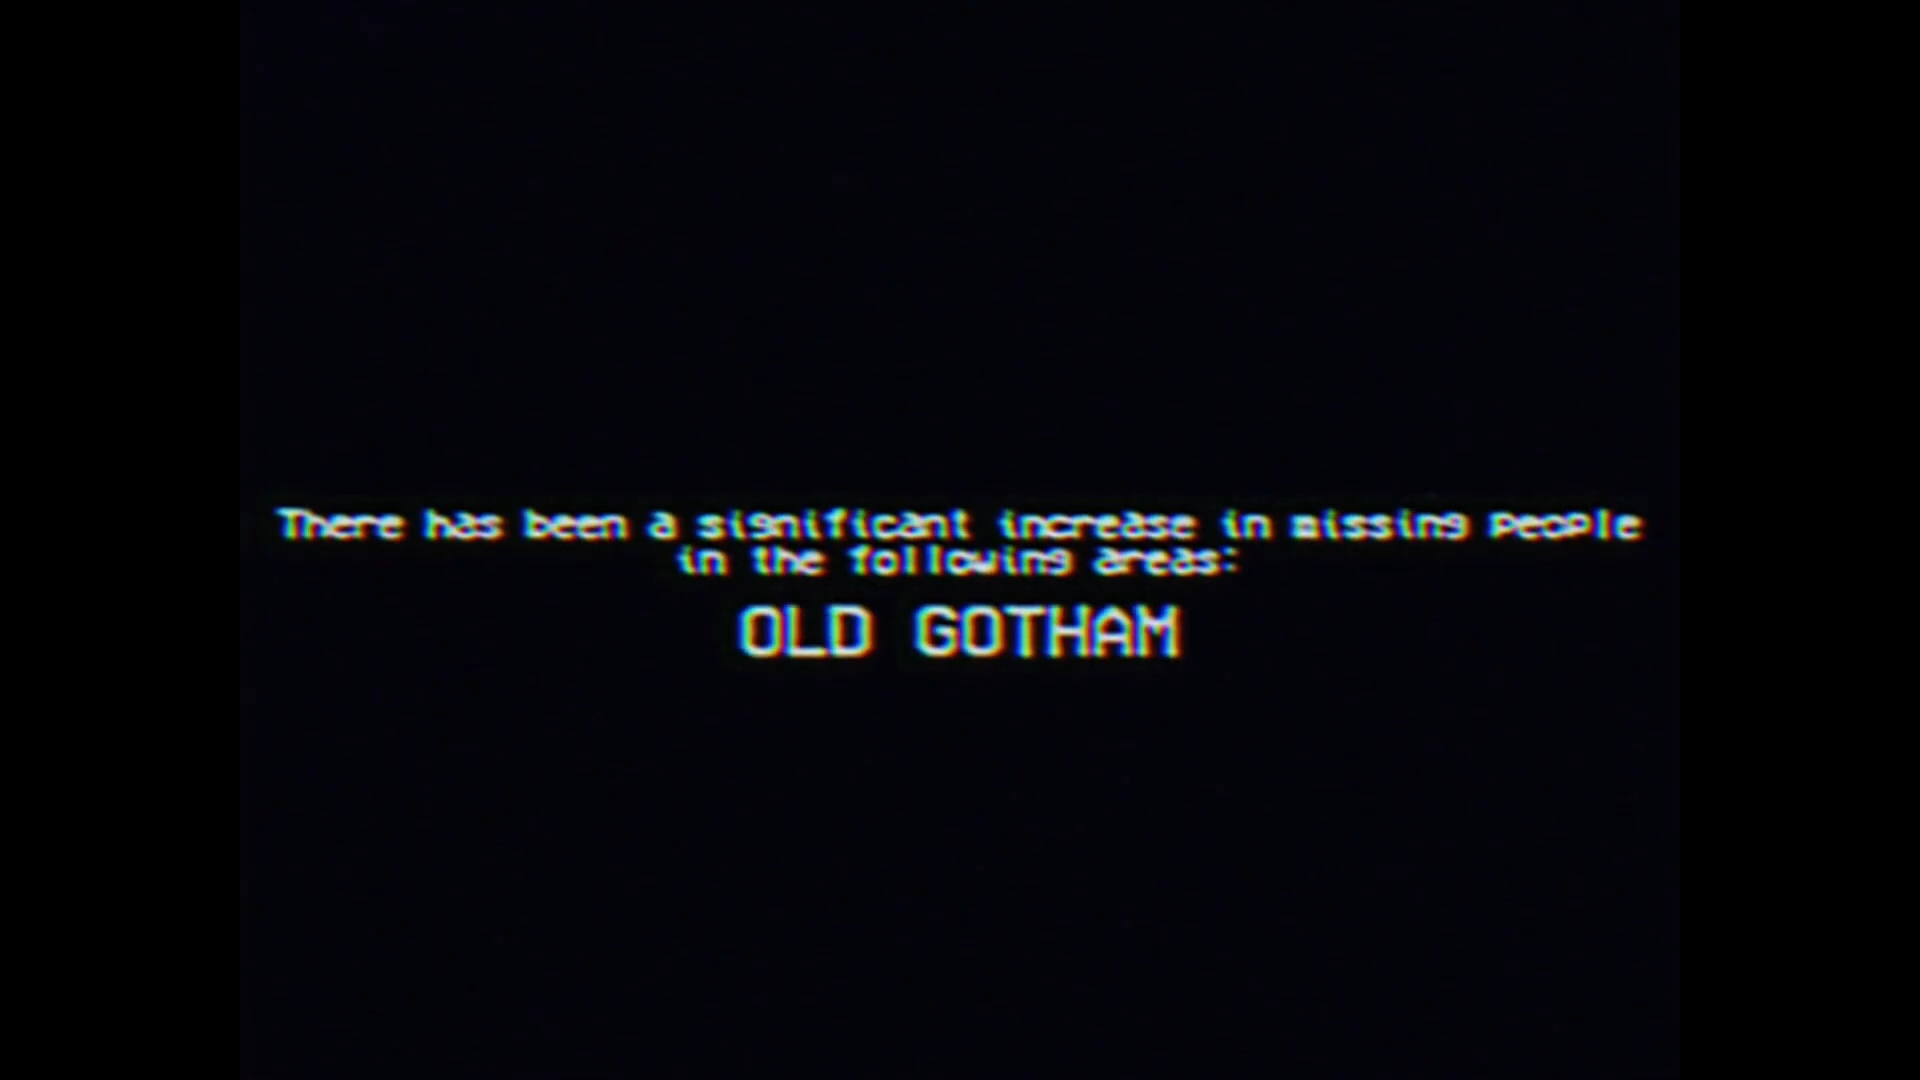 There has been a significant increase in missing people
in the following areas:
OLD GOTHAM